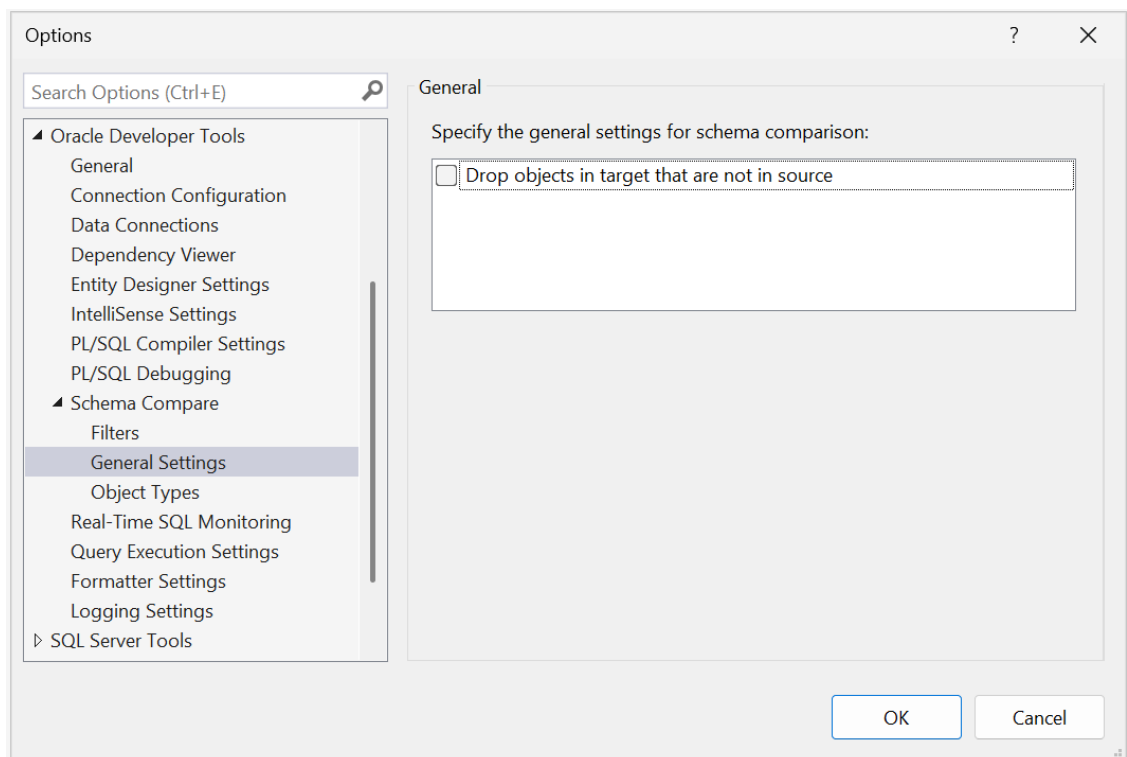 Options
?
Search Options (Ctrl+E)
Oracle Developer Tools
General
Connection Configuration
Data Connections
Dependency Viewer
Entity Designer Settings
IntelliSense Settings
PL/SQL Compiler Settings
PL/SQL Debugging
Schema Compare
Filters
General Settings
Object Types
Real-Time SQL Monitoring
Query Execution Settings
Formatter Settings
Logging Settings
SQL Server Tools
General
Specify the general settings for schema comparison:
Drop objects in target that are not in source
OK
Cancel